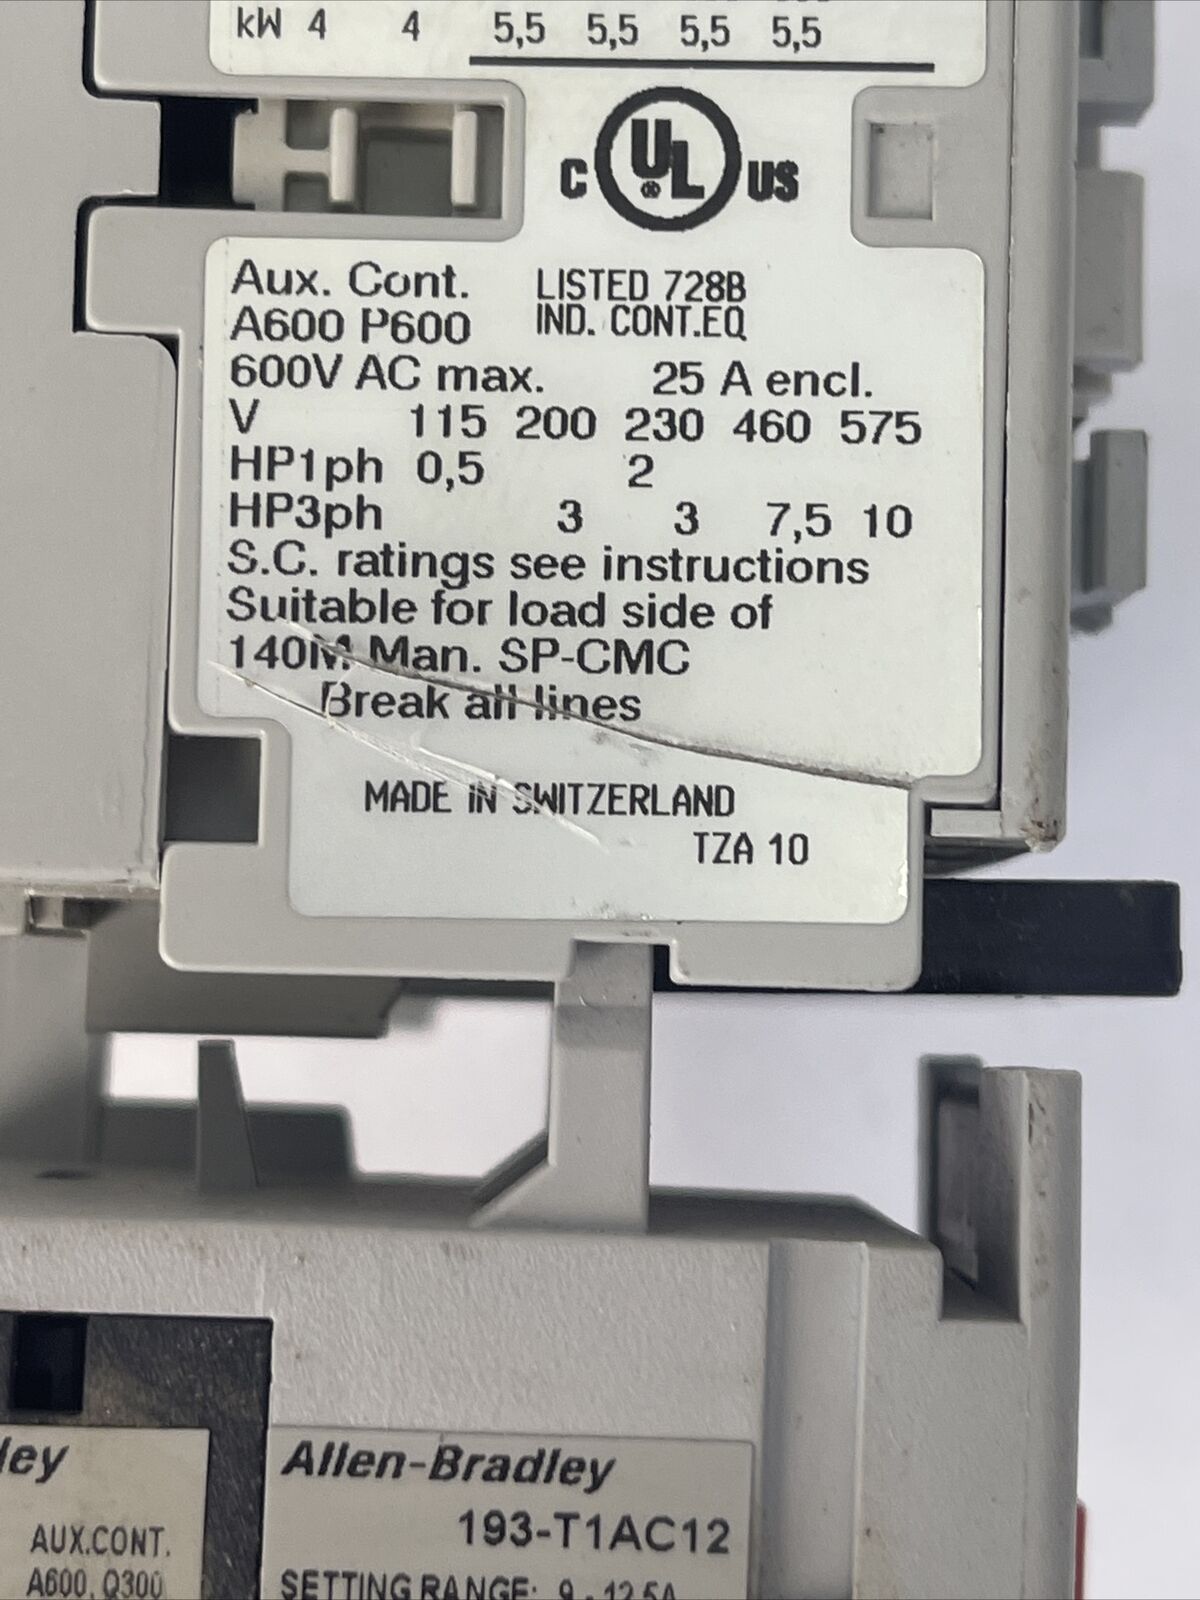 kW 4 4 5,5 5,5 5,5 5,5
C UL ® US
Aux. Cont. LISTED 728B
A600 P600 IND. CONT.EQ
600V AC max. 25 A encl.
V 115 200 230 460 575
HP1ph 0,5 2
HP3ph 3 3 7,5 10
S.C. ratings see instructions
Suitable for load side of
140M Man. SP-CMC
Break all lines
MADE IN SWITZERLAND
TZA 10
ley
Allen-Bradley
193-T1AC12
AUX.CONT.
A600, Q300
SETTING RANGE: 9 - 12.5A